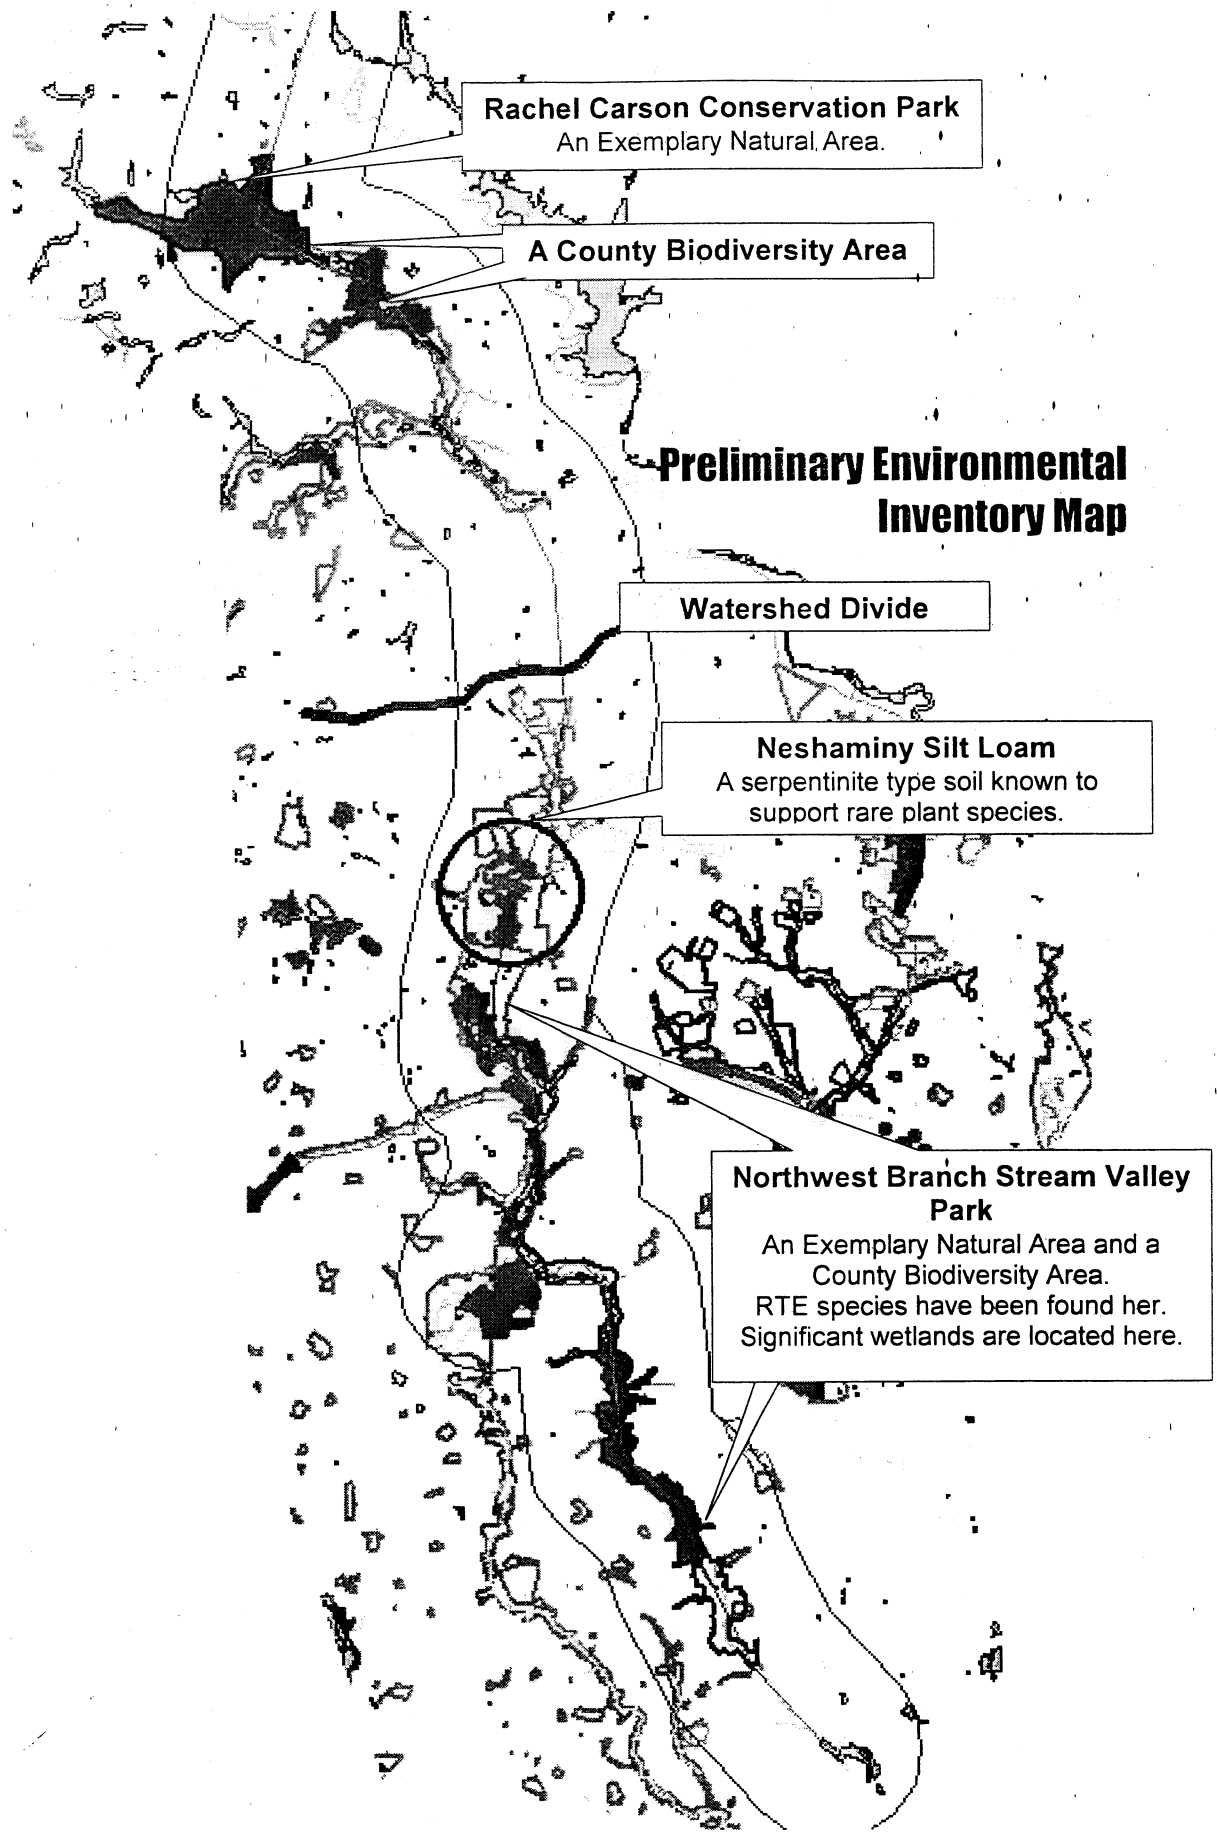 Rachel Carson Conservation Park
An Exemplary Natural Area.
A County Biodiversity Area
Preliminary Environmental
Inventory Map
Watershed Divide
Neshaminy Silt Loam
A serpentinite type soil known to
support rare plant species.
Northwest Branch Stream Valley
Park
An Exemplary Natural Area and a
County Biodiversity Area.
RTE species have been found her.
Significant wetlands are located here.